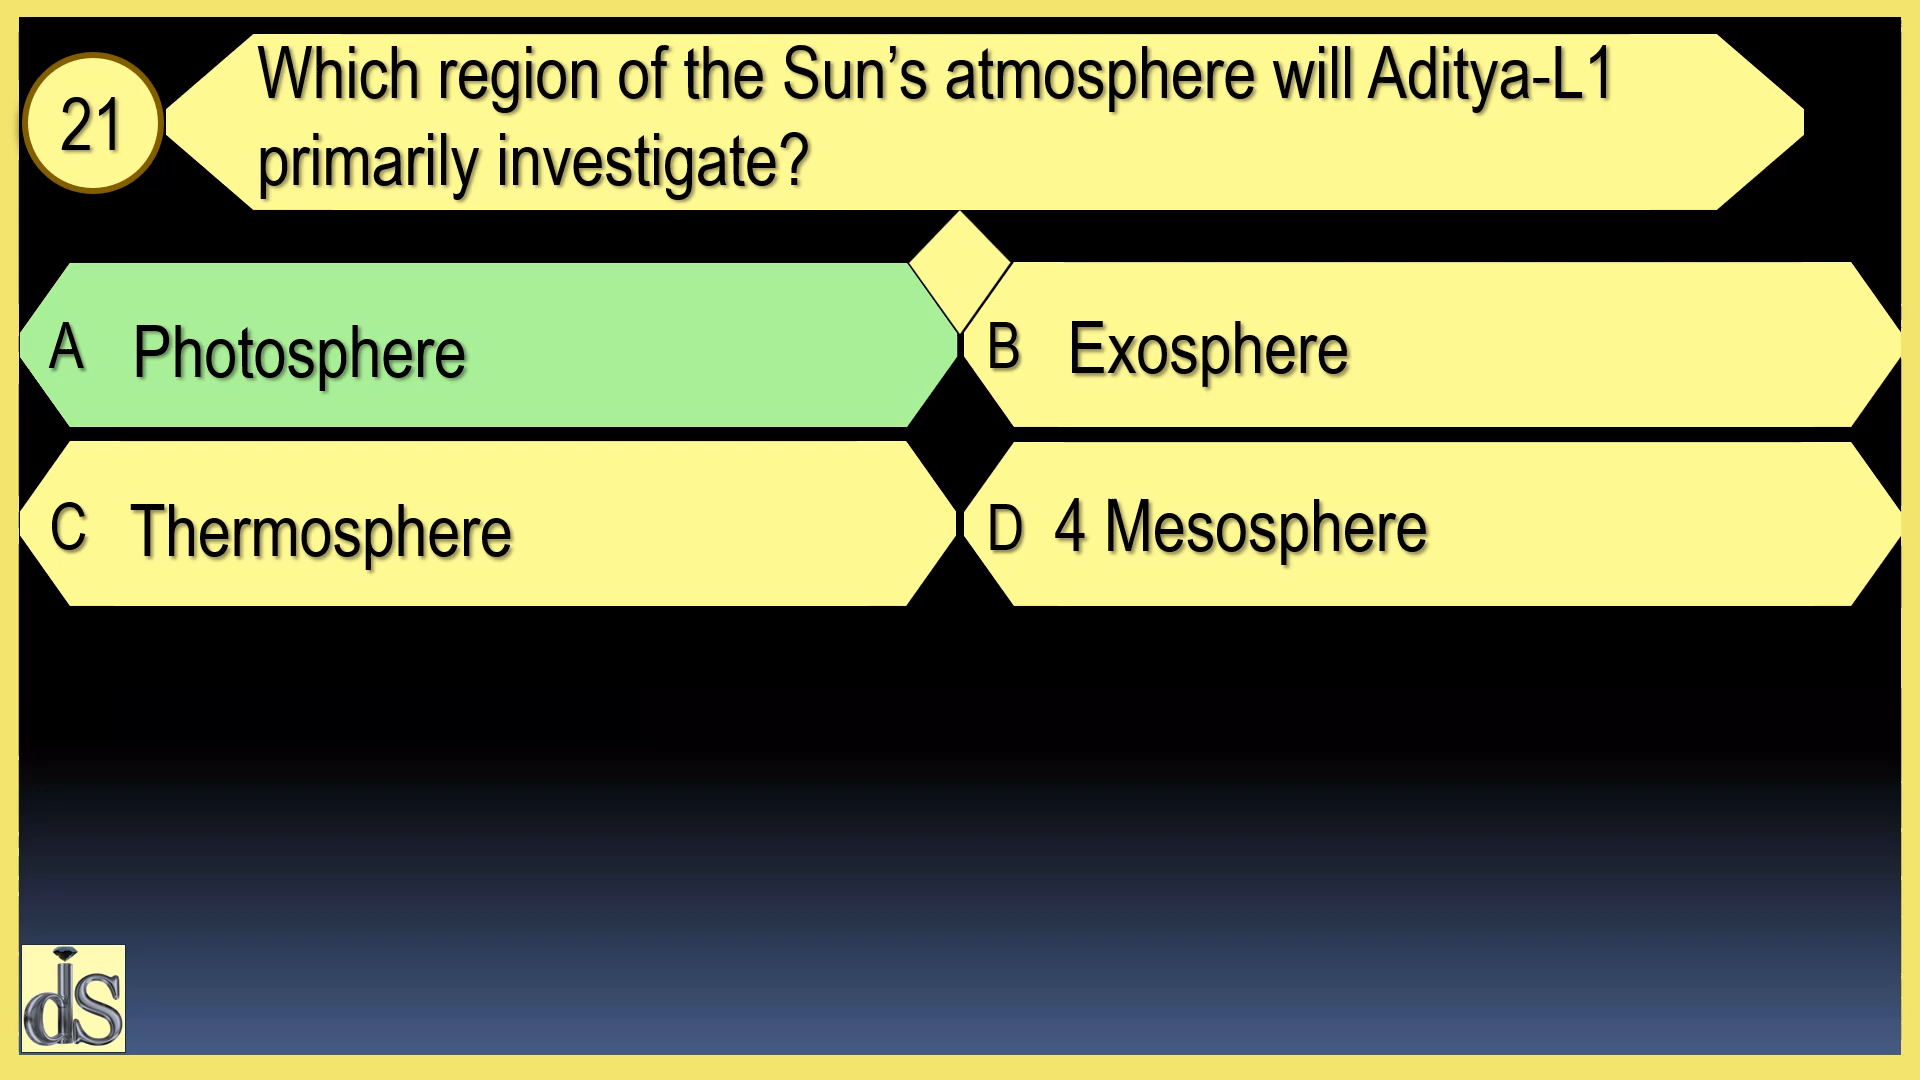 21
Which region of the Sun’s atmosphere will Aditya-L1
primarily investigate?
A Photosphere
B Exosphere
C Thermosphere
D 4 Mesosphere
ds